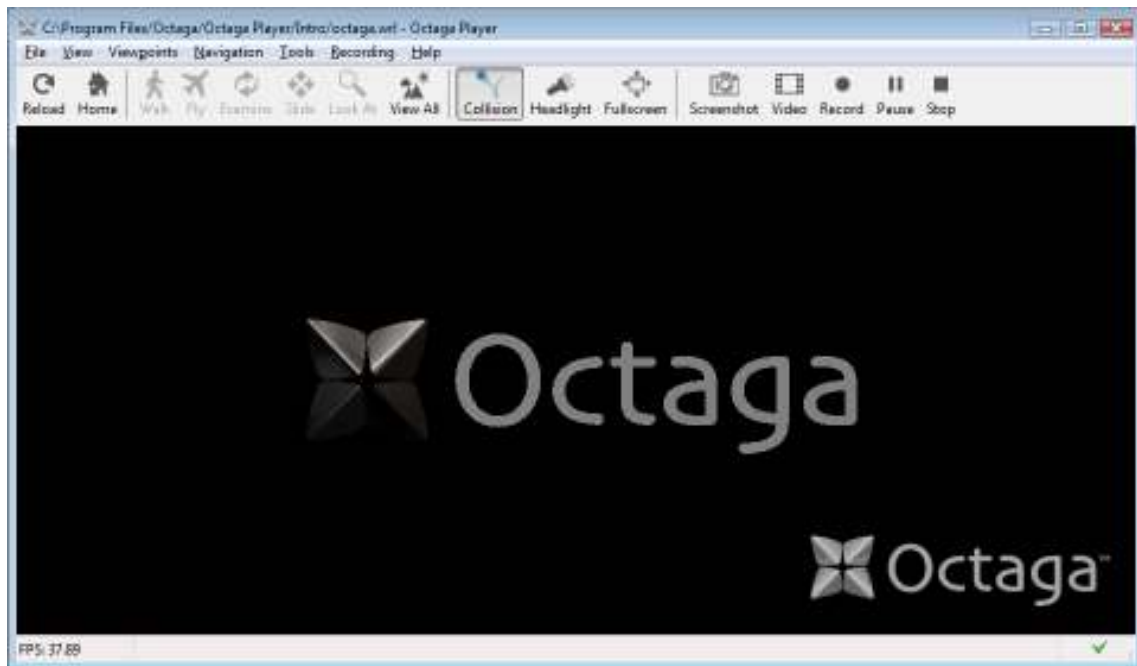 C:/Program Files/Octaga/Octaga Player/Intro/octaga.wrl - Octaga Player
File View Viewpoints Navigation Tools Recording Help
Reload Home Walk Fly Examine Slide Look At View All Collision Headlight Fullscreen Screenshot Video Record Pause Stop
Octaga
Octaga™
FPS: 37.89